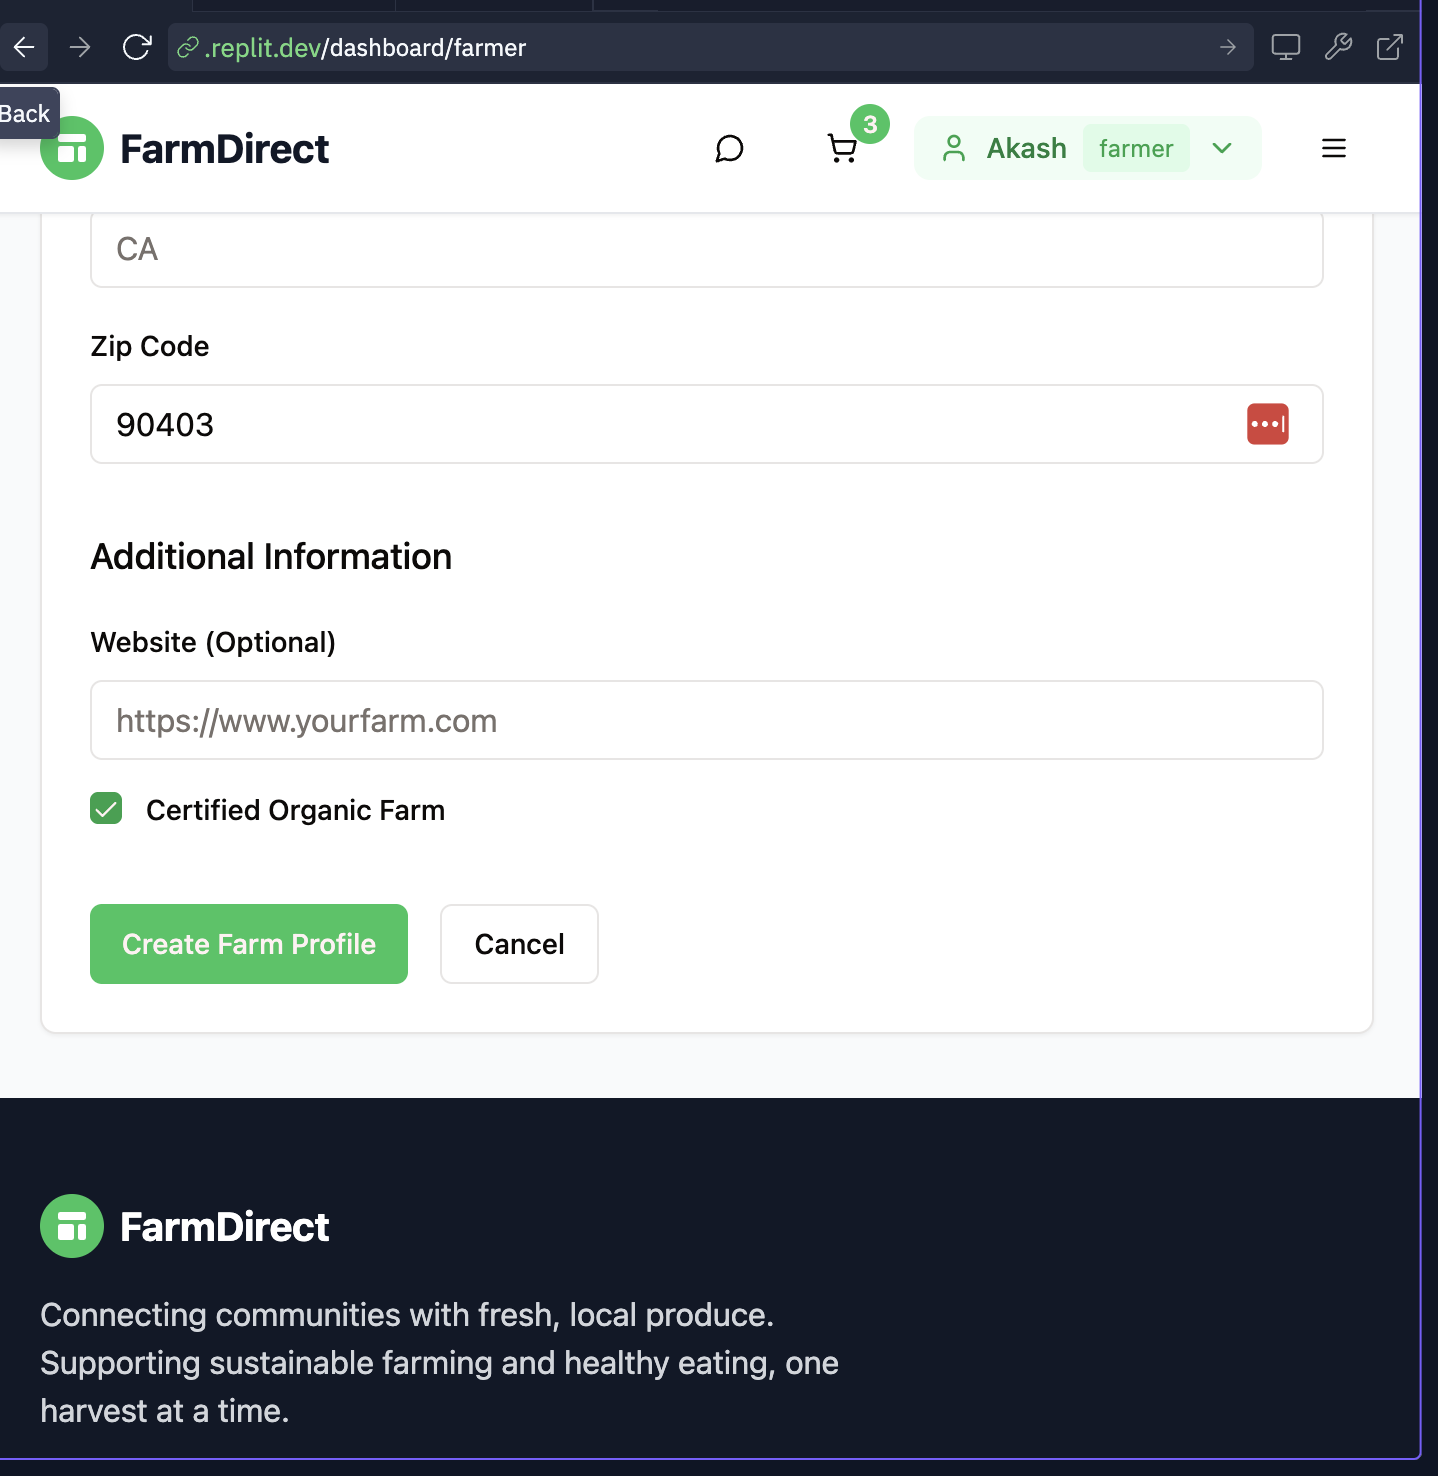 .replit.dev/dashboard/farmer
Back
FarmDirect
3
Akash
farmer
CA
Zip Code
90403
Additional Information
Website (Optional)
https://www.yourfarm.com
Certified Organic Farm
Create Farm Profile
Cancel
FarmDirect
Connecting communities with fresh, local produce.
Supporting sustainable farming and healthy eating, one
harvest at a time.